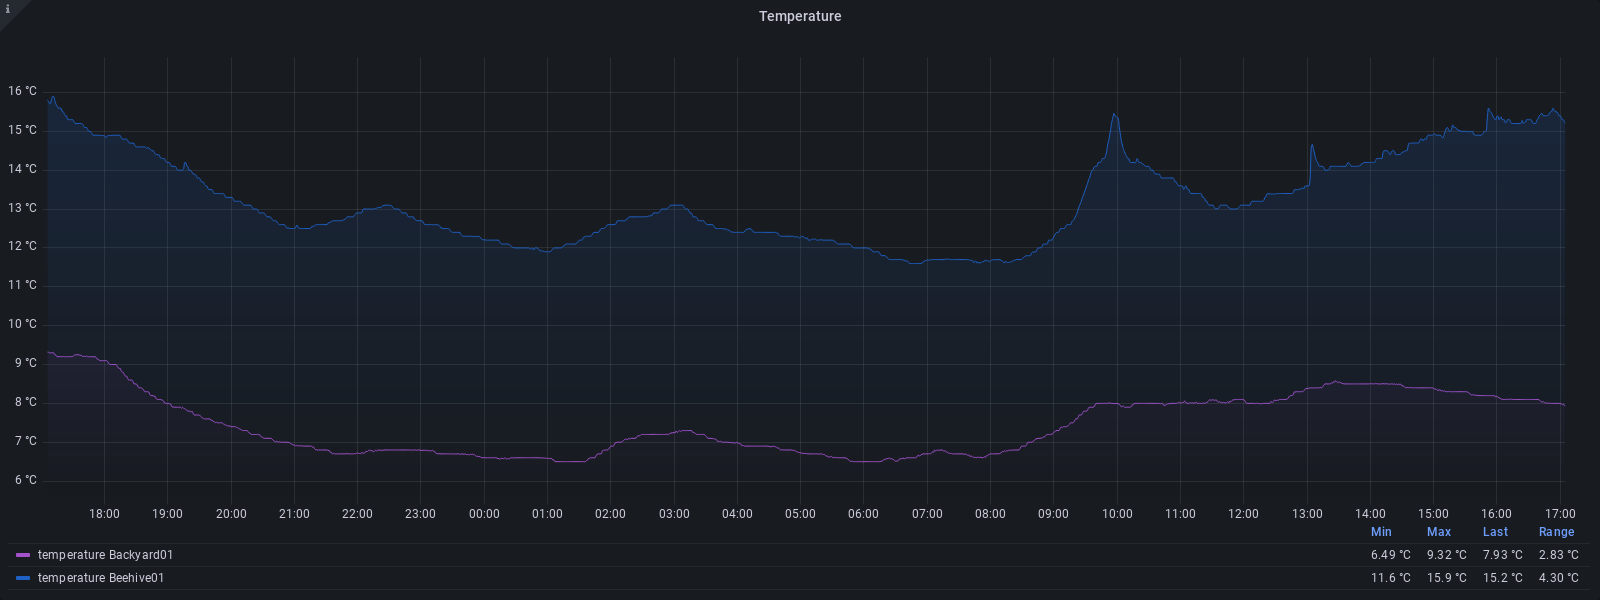 i
Temperature
16 °C
15 °C
14 °C
13 °C
12 °C
11 °C
10 °C
9 °C
8 °C
7 °C
6 °C
18:00 19:00 20:00 21:00 22:00 23:00 00:00 01:00 02:00 03:00 04:00 05:00 06:00 07:00 08:00 09:00 10:00 11:00 12:00 13:00 14:00 15:00 16:00 17:00
Min Max Last Range
temperature Backyard01 6.49 °C 9.32 °C 7.93 °C 2.83 °C
temperature Beehive01 11.6 °C 15.9 °C 15.2 °C 4.30 °C